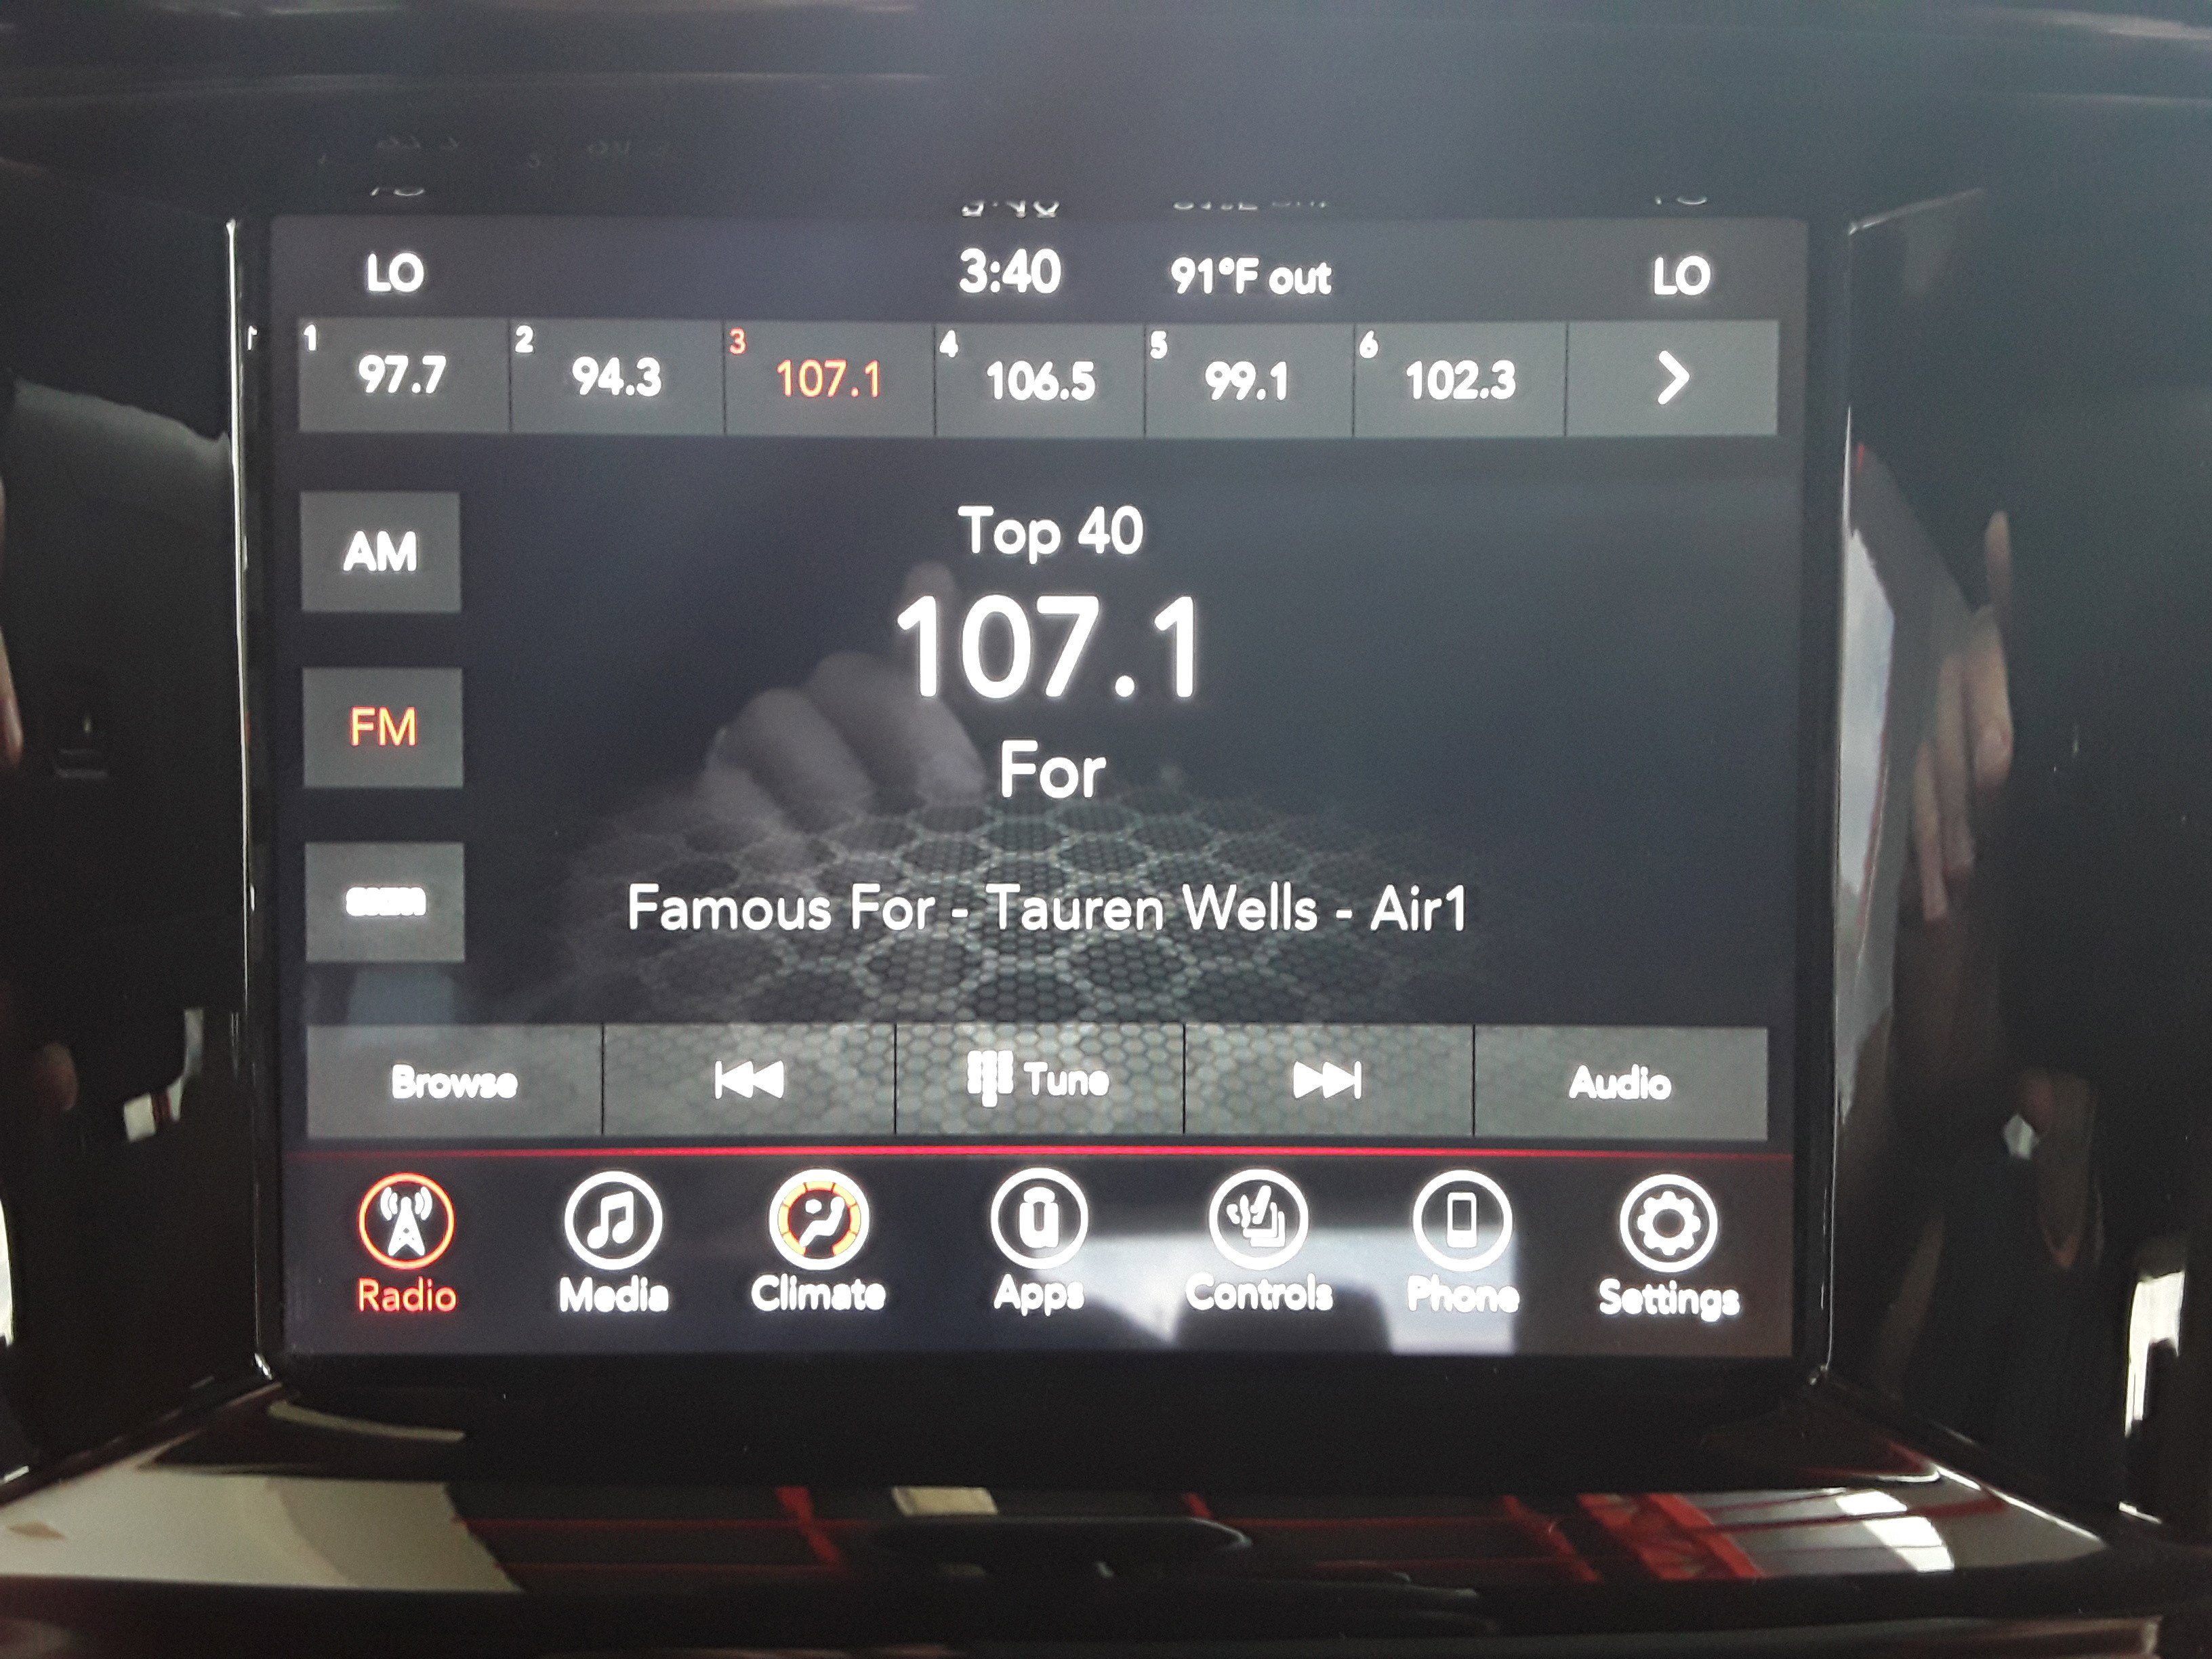 LO 3:40 91°F out LO
1 97.7 2 94.3 3 107.1 4 106.5 5 99.1 6 102.3
AM
Top 40
107.1
FM
For
Famous For - Tauren Wells - Air1
Browse Tune Audio
Radio Media Climate Apps Controls Phone Settings